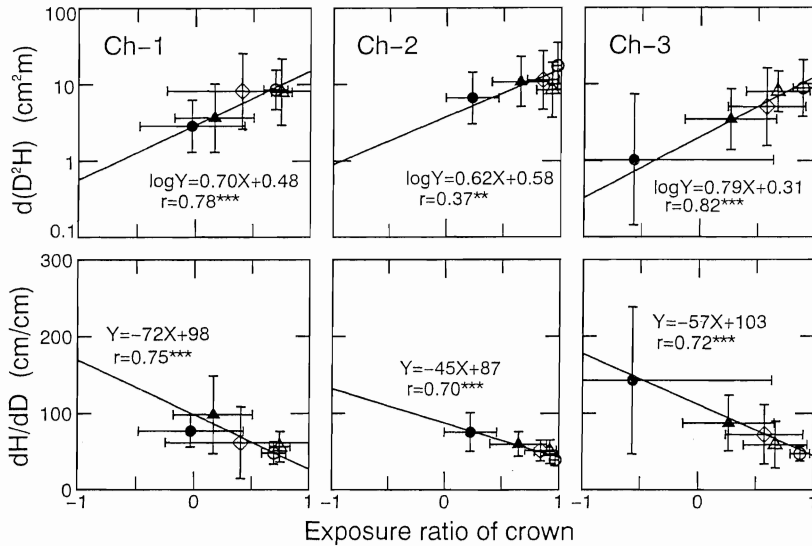 Ch−1
Ch−2
Ch−3
d(D²H) (cm²m)
100
10
1
0.1
logY=0.70X+0.48
r=0.78***
logY=0.62X+0.58
r=0.37**
logY=0.79X+0.31
r=0.82***
dH/dD (cm/cm)
300
200
100
0
Y=−72X+98
r=0.75***
Y=−45X+87
r=0.70***
Y=−57X+103
r=0.72***
−1 0 1
−1 0 1
−1 0 1
Exposure ratio of crown